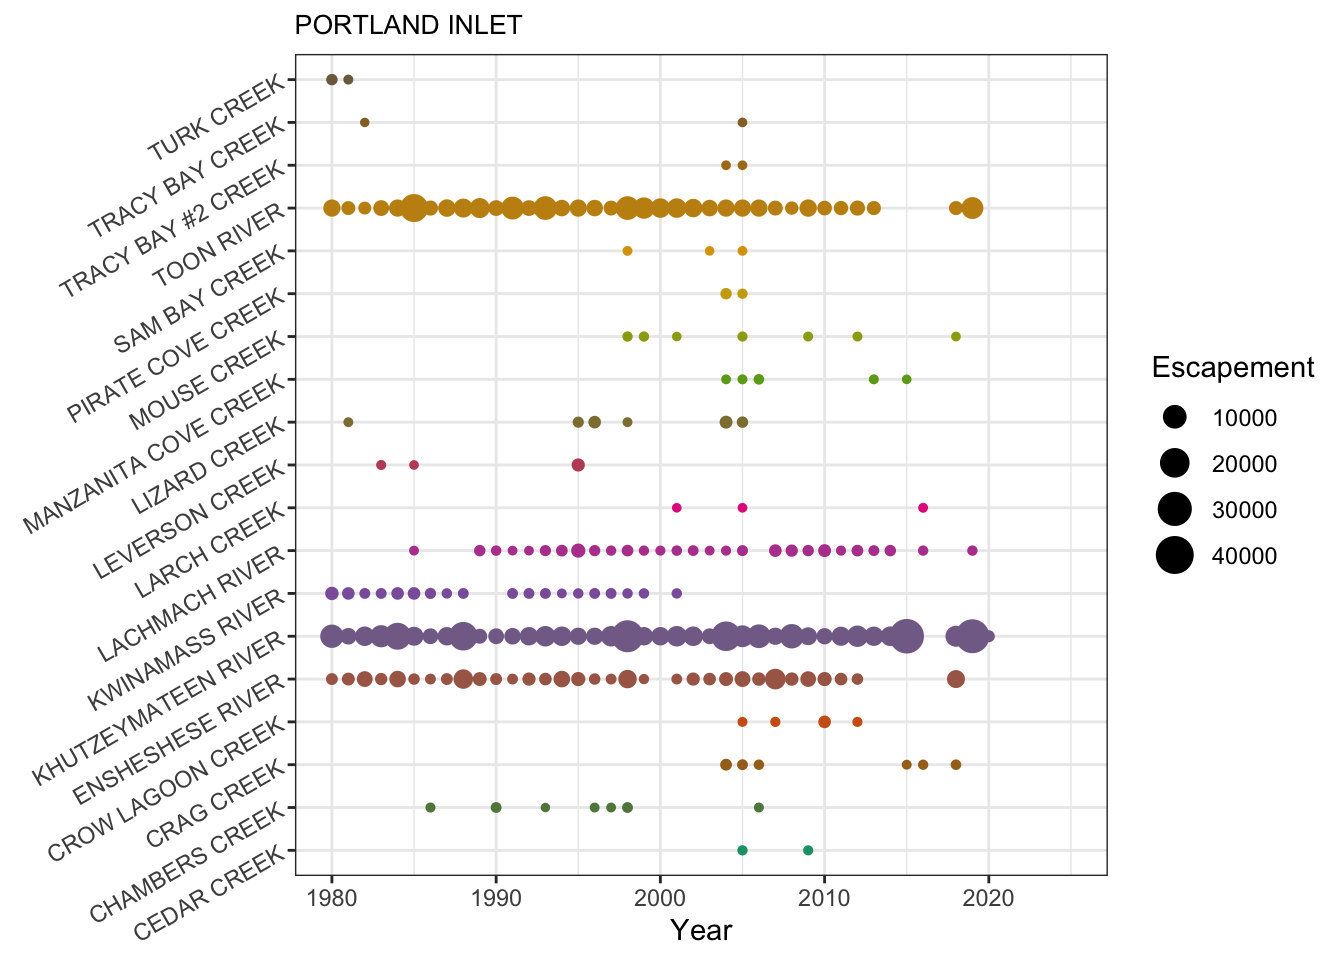 PORTLAND INLET
TURK CREEK
TRACY BAY CREEK
TRACY BAY #2 CREEK
TOON RIVER
SAM BAY CREEK
PIRATE COVE CREEK
MOUSE CREEK
MANZANITA COVE CREEK
LIZARD CREEK
LEVERSON CREEK
LARCH CREEK
LACHMACH RIVER
KWINAMASS RIVER
KHUTZEYMATEEN RIVER
ENSHESHESE RIVER
CROW LAGOON CREEK
CRAG CREEK
CHAMBERS CREEK
CEDAR CREEK
1980 1990 2000 2010 2020
Year
Escapement
10000
20000
30000
40000